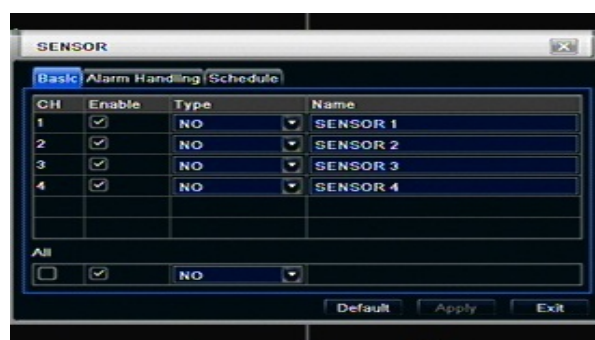 SENSOR
Basic Alarm Handling Schedule
CH Enable Type Name
1 NO SENSOR 1
2 NO SENSOR 2
3 NO SENSOR 3
4 NO SENSOR 4
All
NO
Default Apply Exit